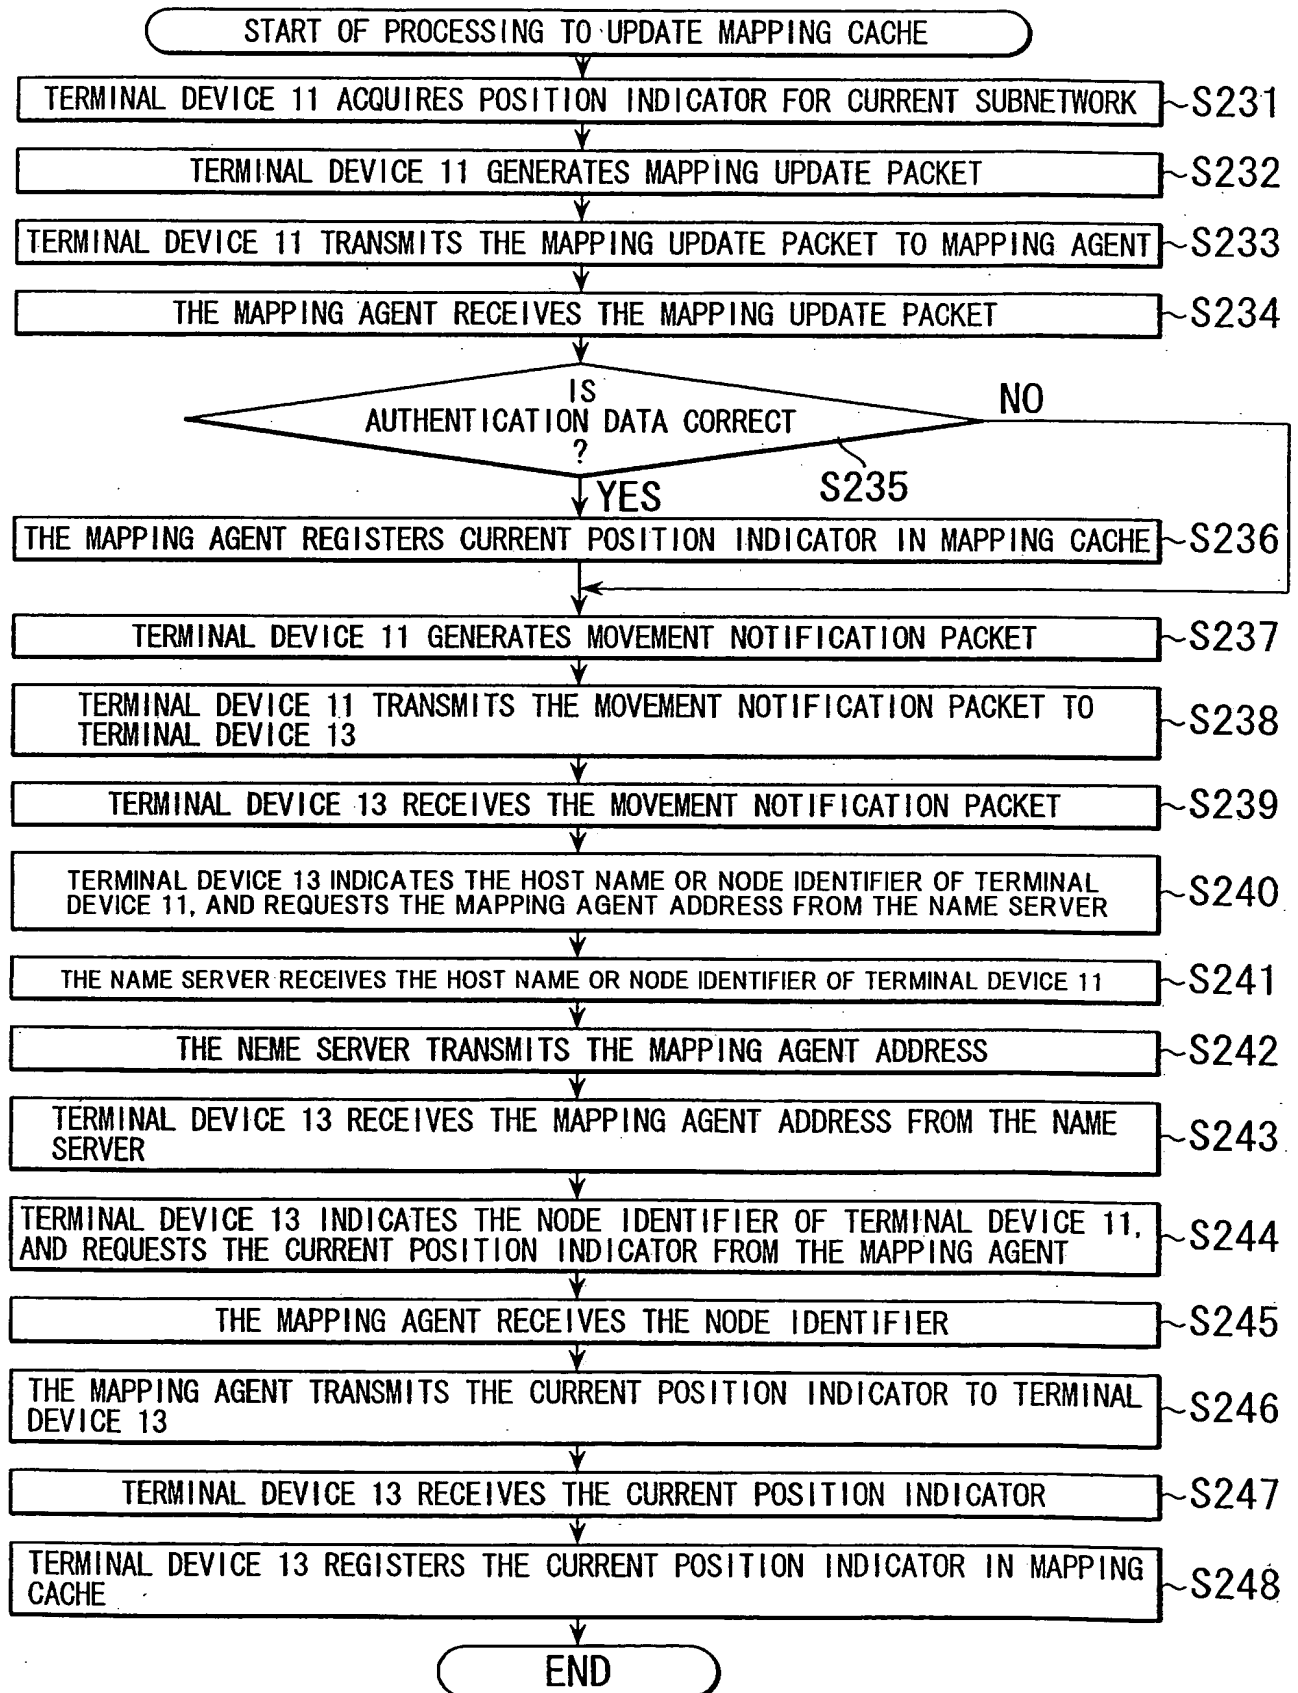 START OF PROCESSING TO UPDATE MAPPING CACHE
TERMINAL DEVICE 11 ACQUIRES POSITION INDICATOR FOR CURRENT SUBNETWORK
S231
TERMINAL DEVICE 11 GENERATES MAPPING UPDATE PACKET
S232
TERMINAL DEVICE 11 TRANSMITS THE MAPPING UPDATE PACKET TO MAPPING AGENT
S233
THE MAPPING AGENT RECEIVES THE MAPPING UPDATE PACKET
S234
IS
AUTHENTICATION DATA CORRECT
?
NO
S235
YES
THE MAPPING AGENT REGISTERS CURRENT POSITION INDICATOR IN MAPPING CACHE
S236
TERMINAL DEVICE 11 GENERATES MOVEMENT NOTIFICATION PACKET
S237
TERMINAL DEVICE 11 TRANSMITS THE MOVEMENT NOTIFICATION PACKET TO
TERMINAL DEVICE 13
S238
TERMINAL DEVICE 13 RECEIVES THE MOVEMENT NOTIFICATION PACKET
S239
TERMINAL DEVICE 13 INDICATES THE HOST NAME OR NODE IDENTIFIER OF TERMINAL
DEVICE 11, AND REQUESTS THE MAPPING AGENT ADDRESS FROM THE NAME SERVER
S240
THE NAME SERVER RECEIVES THE HOST NAME OR NODE IDENTIFIER OF TERMINAL DEVICE 11
S241
THE NEME SERVER TRANSMITS THE MAPPING AGENT ADDRESS
S242
TERMINAL DEVICE 13 RECEIVES THE MAPPING AGENT ADDRESS FROM THE NAME
SERVER
S243
TERMINAL DEVICE 13 INDICATES THE NODE IDENTIFIER OF TERMINAL DEVICE 11,
AND REQUESTS THE CURRENT POSITION INDICATOR FROM THE MAPPING AGENT
S244
THE MAPPING AGENT RECEIVES THE NODE IDENTIFIER
S245
THE MAPPING AGENT TRANSMITS THE CURRENT POSITION INDICATOR TO TERMINAL
DEVICE 13
S246
TERMINAL DEVICE 13 RECEIVES THE CURRENT POSITION INDICATOR
S247
TERMINAL DEVICE 13 REGISTERS THE CURRENT POSITION INDICATOR IN MAPPING
CACHE
S248
END